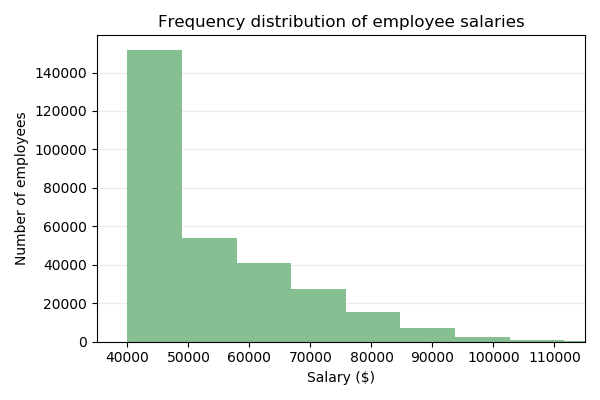 Frequency distribution of employee salaries
Number of employees
140000
120000
100000
80000
60000
40000
20000
0
40000 50000 60000 70000 80000 90000 100000 110000
Salary ($)